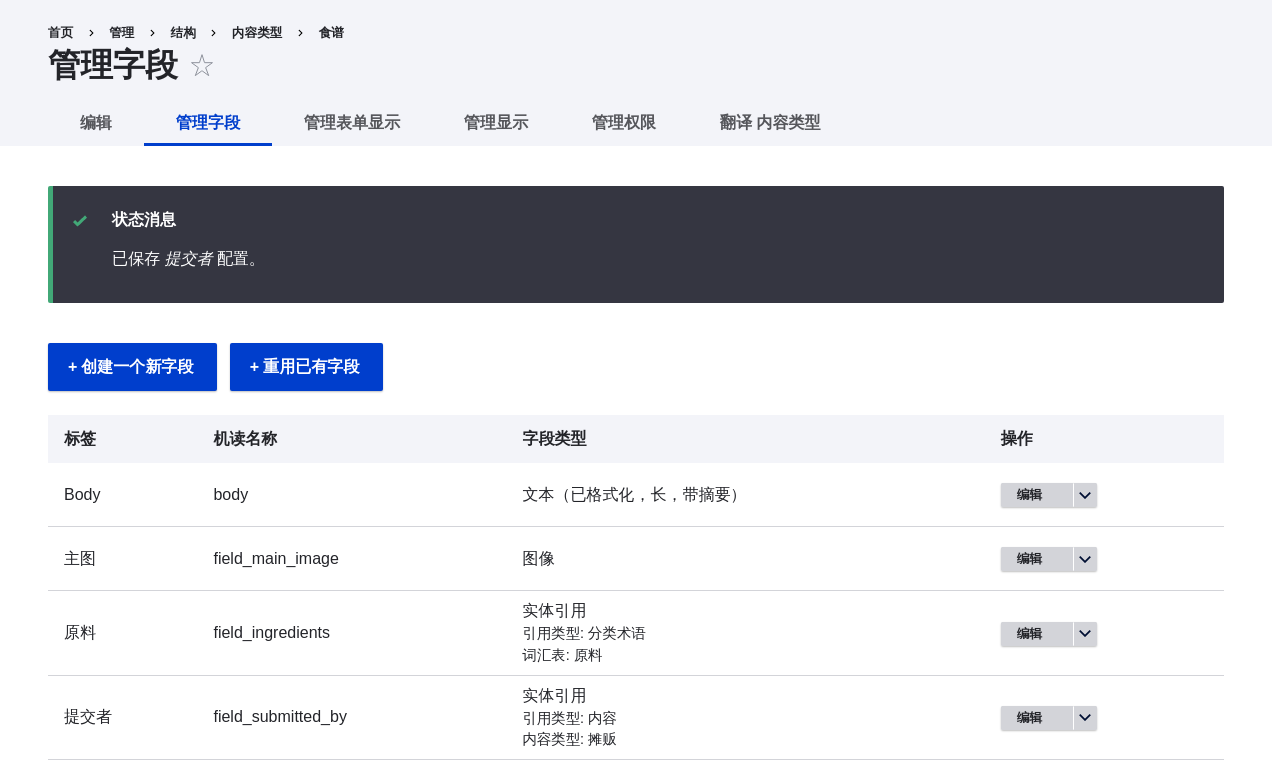 首页 › 管理 › 结构 › 内容类型 › 食谱
管理字段 ☆
编辑 管理字段 管理表单显示 管理显示 管理权限 翻译 内容类型
状态消息
已保存 提交者 配置。
+ 创建一个新字段 + 重用已有字段
标签 机读名称 字段类型 操作
Body body 文本（已格式化，长，带摘要） 编辑
主图 field_main_image 图像 编辑
原料 field_ingredients 实体引用 编辑
引用类型: 分类术语
词汇表: 原料
提交者 field_submitted_by 实体引用 编辑
引用类型: 内容
内容类型: 摊贩